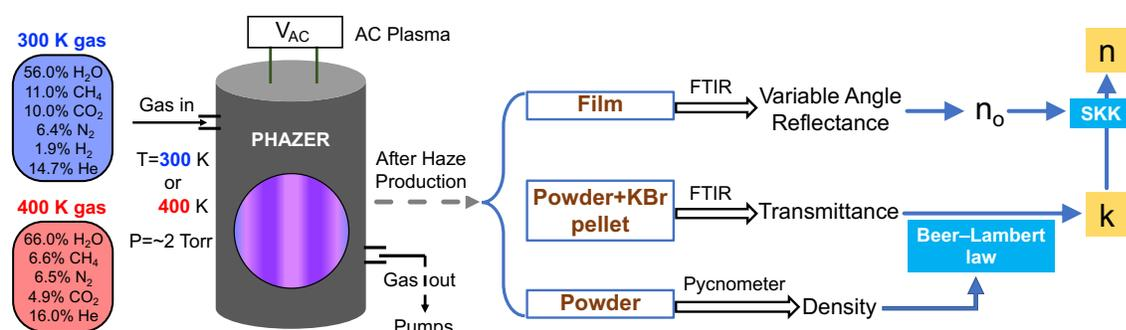 300 K gas
56.0% H₂O
11.0% CH₄
10.0% CO₂
6.4% N₂
1.9% H₂
14.7% He
400 K gas
66.0% H₂O
6.6% CH₄
6.5% N₂
4.9% CO₂
16.0% He
V_AC
AC Plasma
Gas in
T=300 K
or
400 K
P=~2 Torr
PHAZER
Gas out
Pumps
After Haze
Production
Film
FTIR
Variable Angle
Reflectance
nₒ
SKK
n
Powder+KBr
pellet
FTIR
Transmittance
k
Beer–Lambert
law
Powder
Pycnometer
Density